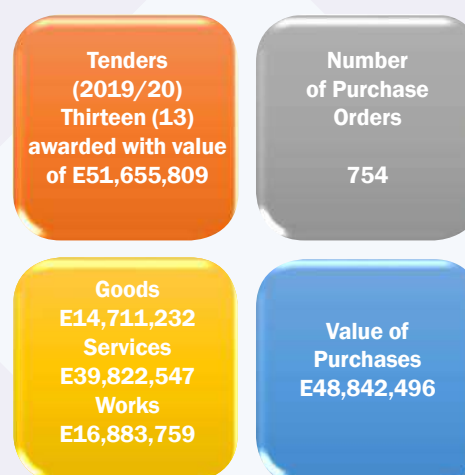 Tenders
(2019/20)
Thirteen (13)
awarded with value
of E51,655,809
Number
of Purchase
Orders
754
Goods
E14,711,232
Services
E39,822,547
Works
E16,883,759
Value of
Purchases
E48,842,496